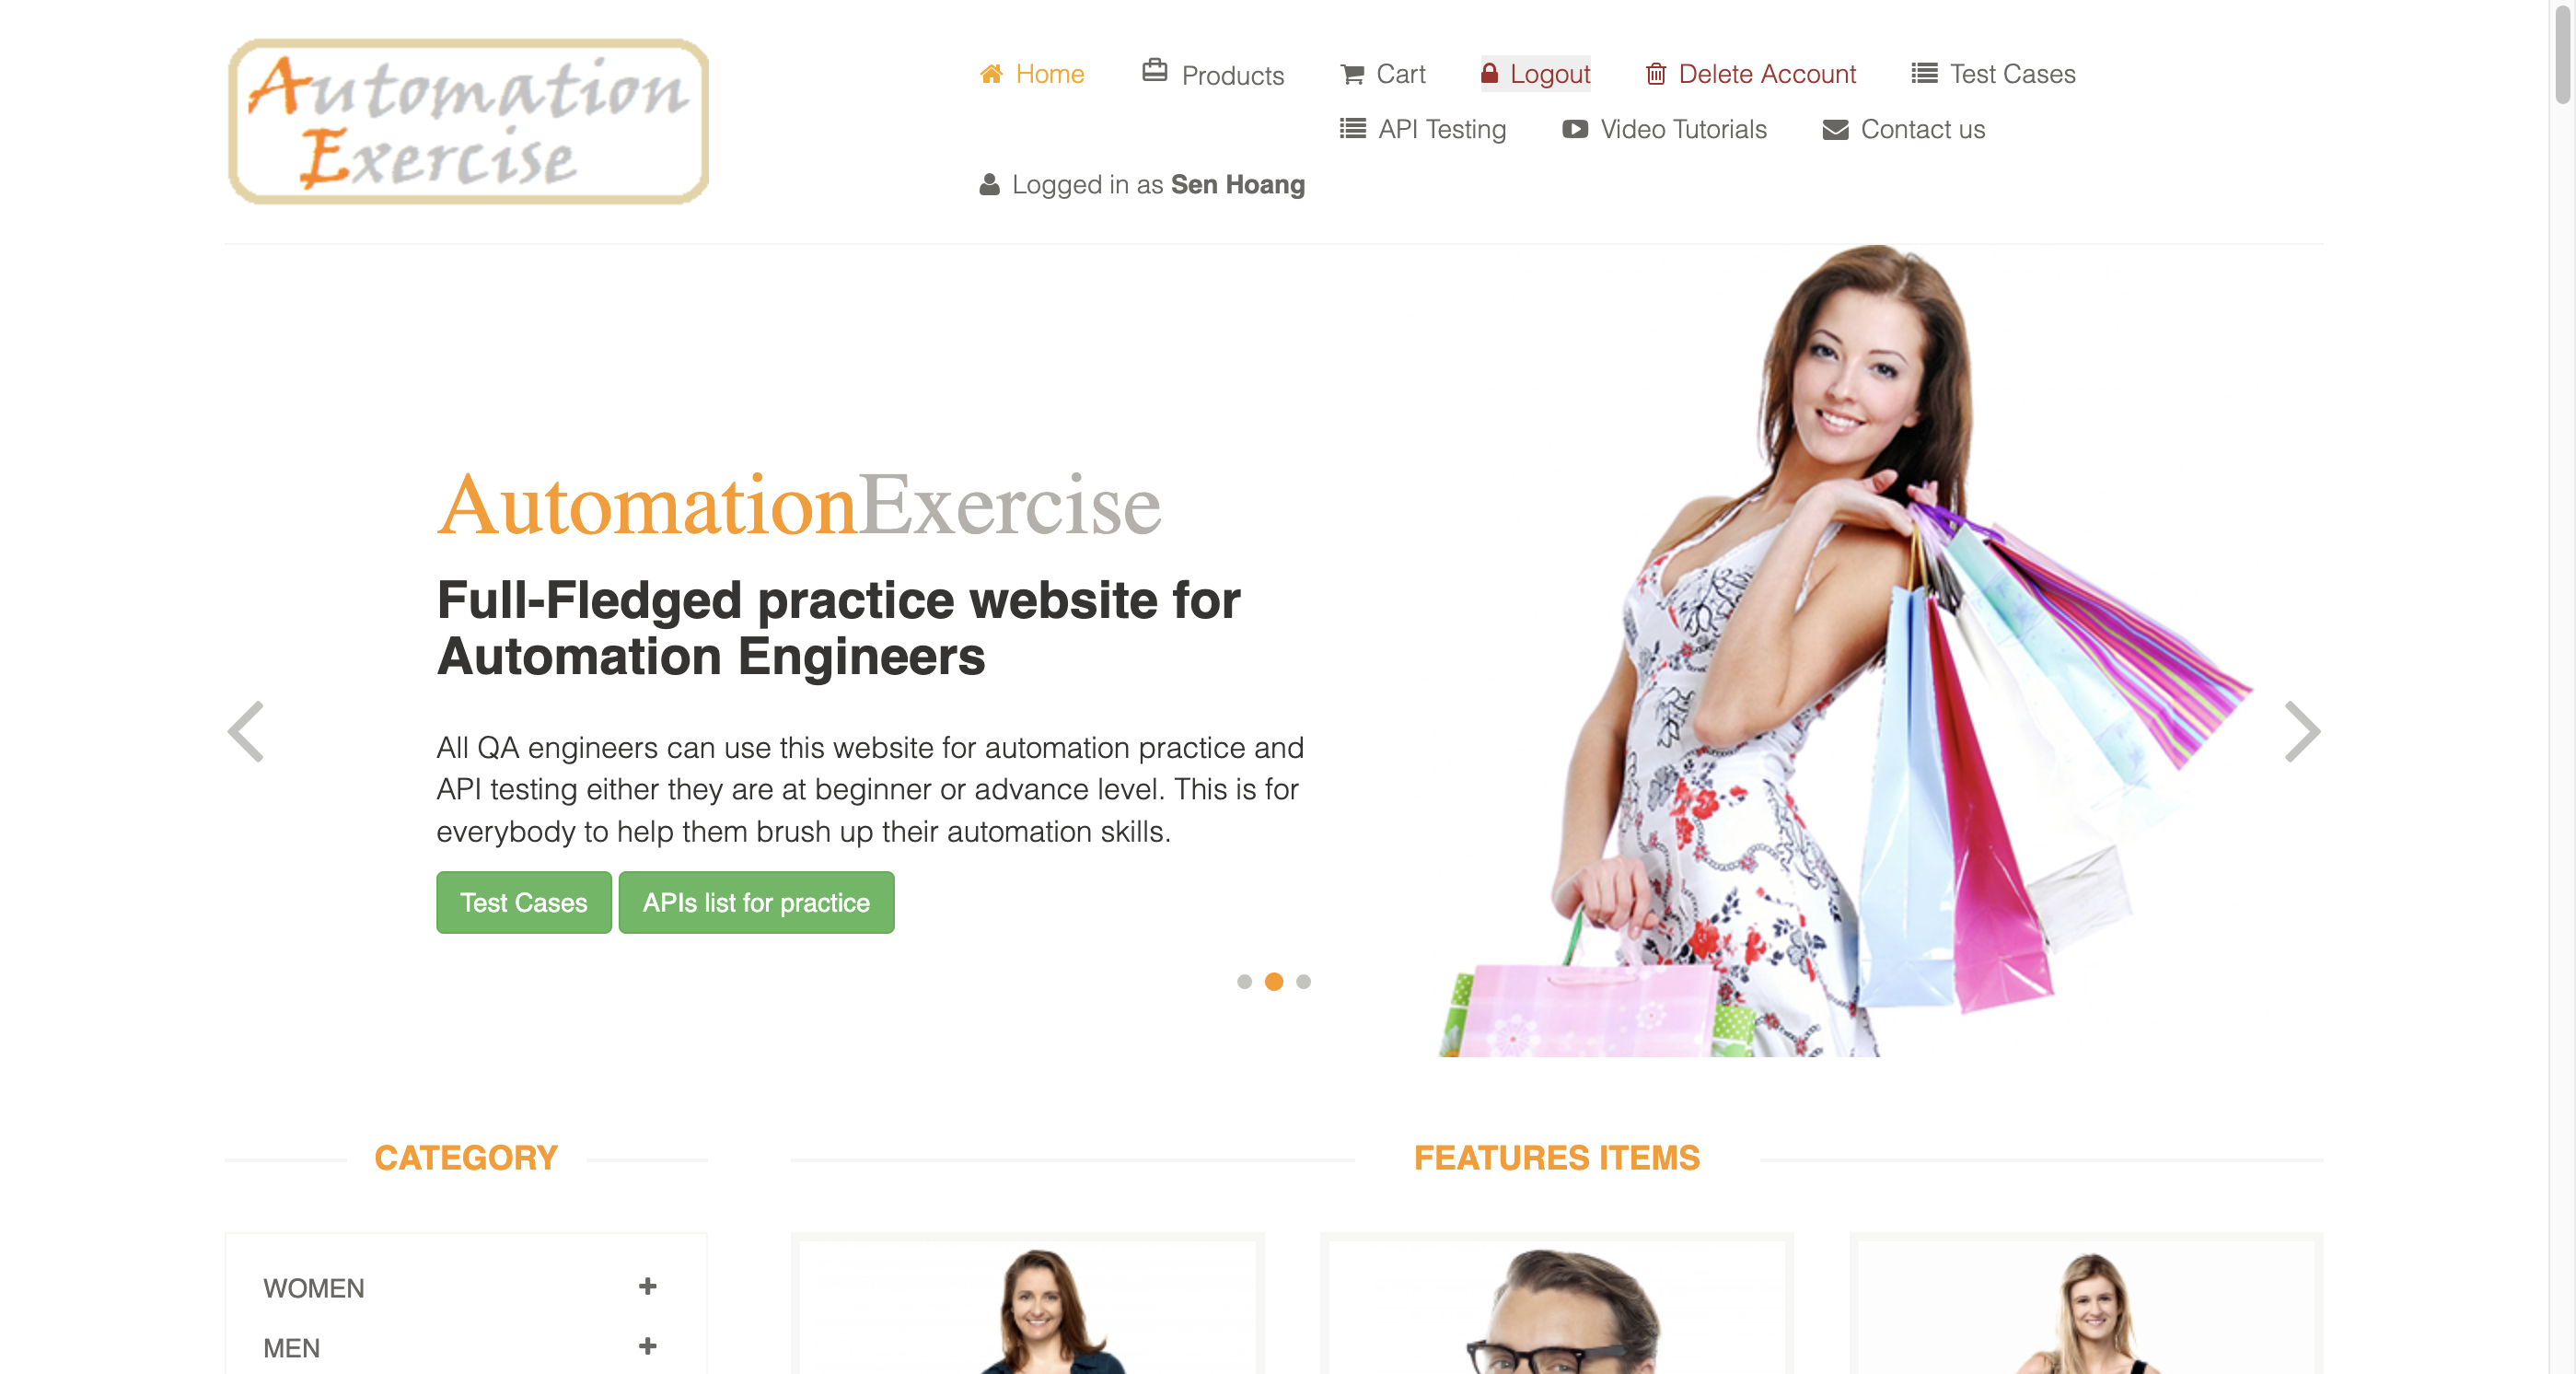 Automation
Exercise
Home Products Cart Logout Delete Account Test Cases
API Testing Video Tutorials Contact us
Logged in as Sen Hoang
AutomationExercise
Full-Fledged practice website for
Automation Engineers
All QA engineers can use this website for automation practice and
API testing either they are at beginner or advance level. This is for
everybody to help them brush up their automation skills.
Test Cases APIs list for practice
CATEGORY
FEATURES ITEMS
WOMEN
MEN